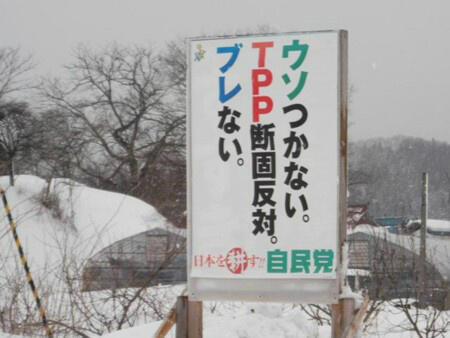 ウソつかない。
TPP断固反対。
ブレない。
日本を耕す!!自民党